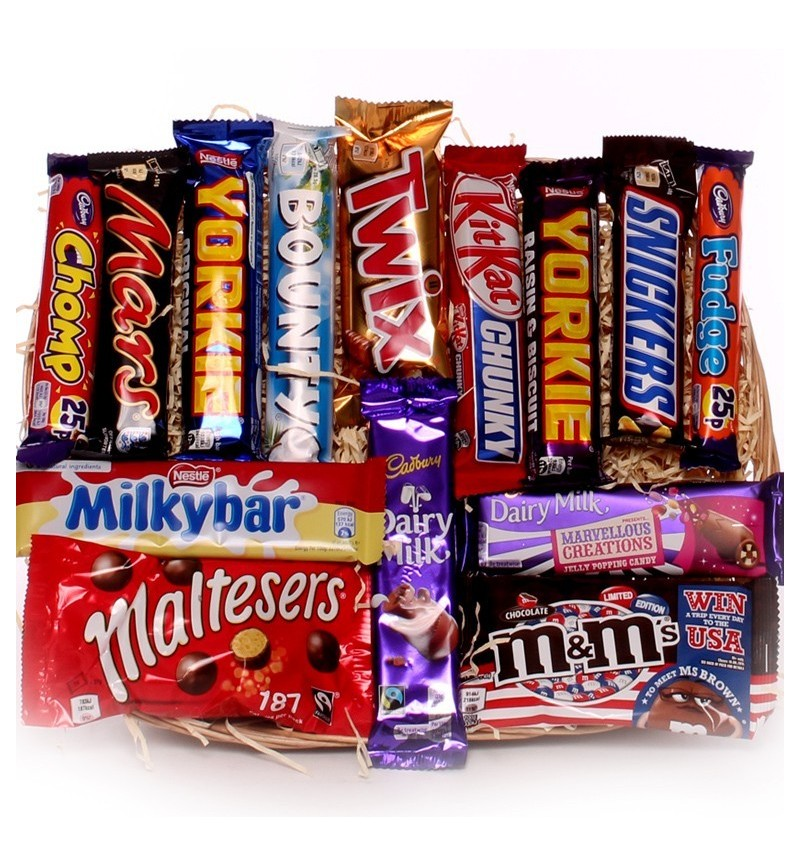 Cadbury
Chomp
25p
Mars
Nestlé
YORKIE
BOUNTY
TWIX
KitKat
CHUNKY
Nestlé
YORKIE
RAISIN & BISCUIT
SNICKERS
Cadbury
Fudge
25p
Nestlé
Milkybar
Maltesers
187
Cadbury
Dairy
Milk
Dairy Milk
PRESENTS
MARVELLOUS
CREATIONS
JELLY POPPING CANDY
CHOCOLATE
LIMITED
EDITION
m&m's
WIN
A TRIP EVERY DAY
TO THE
USA
TO MEET MS BROWN